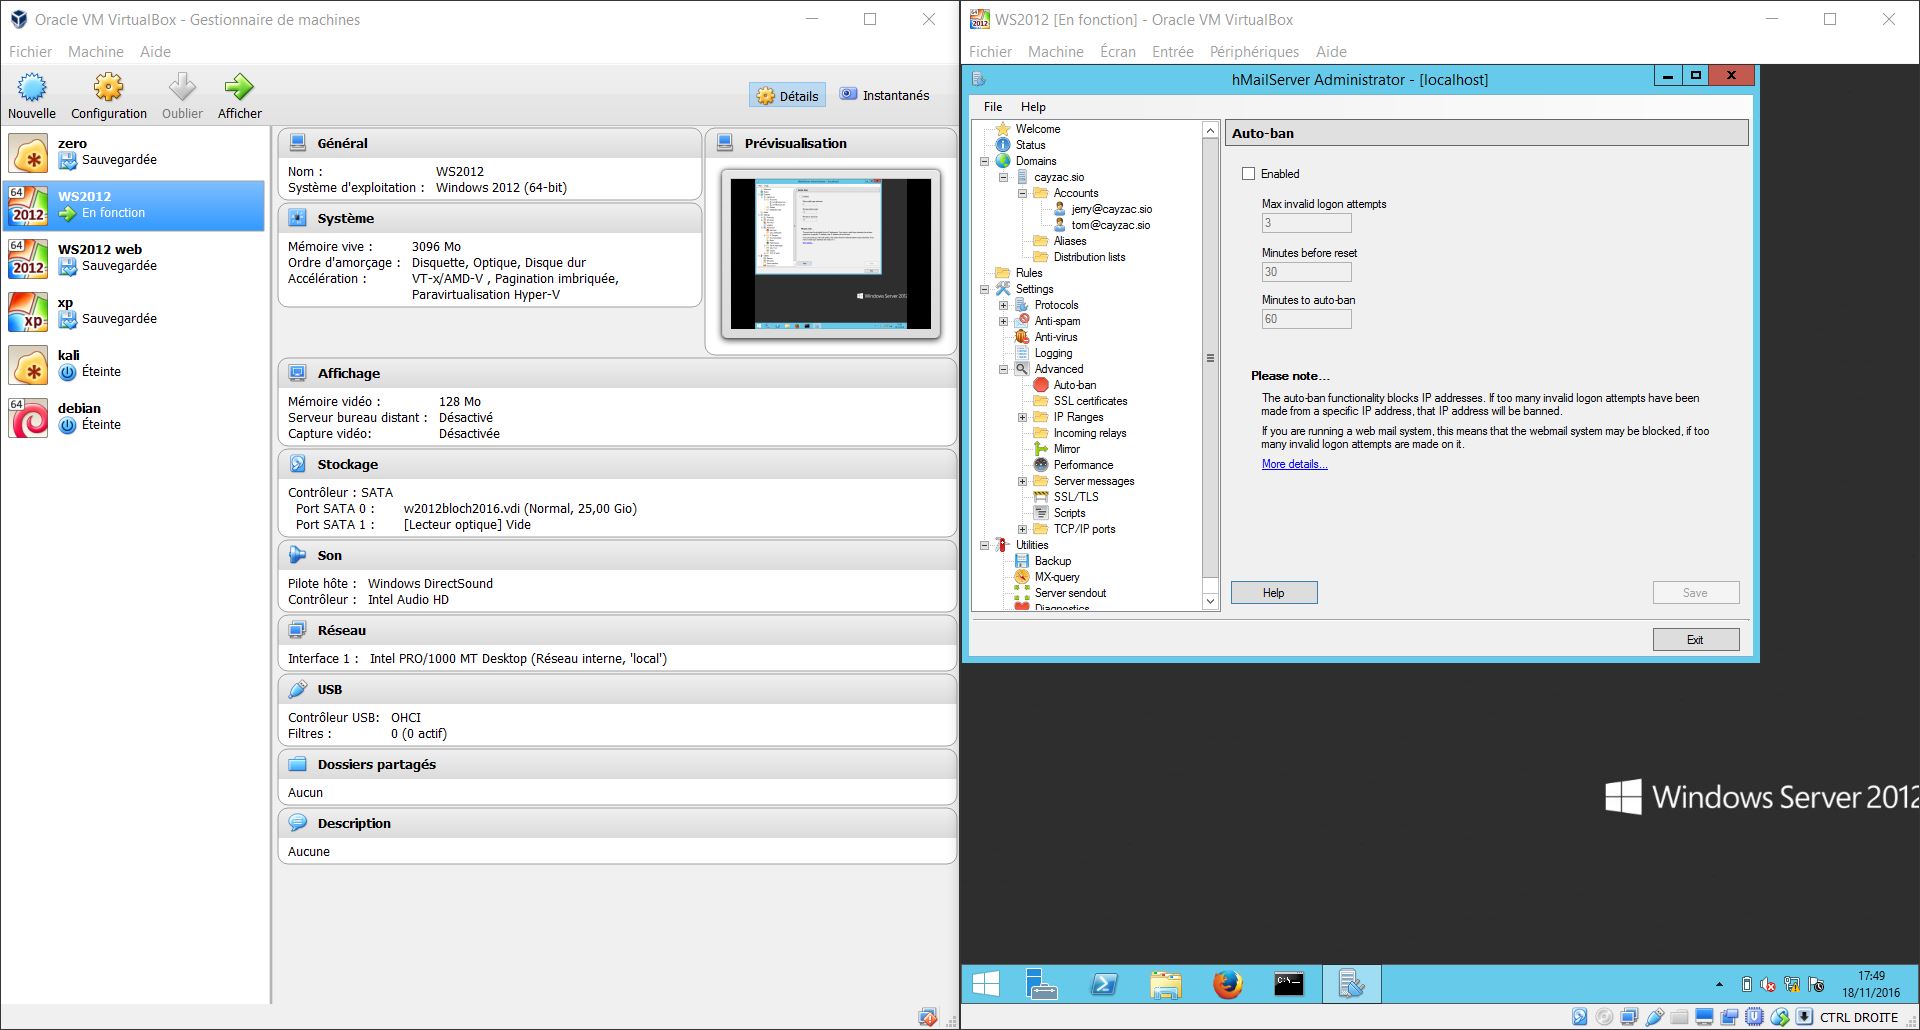 Oracle VM VirtualBox - Gestionnaire de machines
Fichier Machine Aide
Nouvelle Configuration Oublier Afficher
Détails Instantanés
zero
Sauvegardée
64
2012
WS2012
En fonction
64
2012
WS2012 web
Sauvegardée
xp
xp
Sauvegardée
kali
Éteinte
64
debian
Éteinte
Général
Nom : WS2012
Système d'exploitation : Windows 2012 (64-bit)
Système
Mémoire vive : 3096 Mo
Ordre d'amorçage : Disquette, Optique, Disque dur
Accélération : VT-x/AMD-V , Pagination imbriquée,
Paravirtualisation Hyper-V
Prévisualisation
Windows Server 201
Affichage
Mémoire vidéo : 128 Mo
Serveur bureau distant : Désactivé
Capture vidéo: Désactivée
Stockage
Contrôleur : SATA
Port SATA 0 : w2012bloch2016.vdi (Normal, 25,00 Gio)
Port SATA 1 : [Lecteur optique] Vide
Son
Pilote hôte : Windows DirectSound
Contrôleur : Intel Audio HD
Réseau
Interface 1 : Intel PRO/1000 MT Desktop (Réseau interne, 'local')
USB
Contrôleur USB: OHCI
Filtres : 0 (0 actif)
Dossiers partagés
Aucun
Description
Aucune
WS2012 [En fonction] - Oracle VM VirtualBox
Fichier Machine Écran Entrée Périphériques Aide
hMailServer Administrator - [localhost]
File Help
Welcome
Status
Domains
cayzac.sio
Accounts
jerry@cayzac.sio
tom@cayzac.sio
Aliases
Distribution lists
Rules
Settings
Protocols
Anti-spam
Anti-virus
Logging
Advanced
Auto-ban
SSL certificates
IP Ranges
Incoming relays
Mirror
Performance
Server messages
SSL/TLS
Scripts
TCP/IP ports
Utilities
Backup
MX-query
Server sendout
Diagnostics
Auto-ban
Enabled
Max invalid logon attempts
3
Minutes before reset
30
Minutes to auto-ban
60
Please note...
The auto-ban functionality blocks IP addresses. If too many invalid logon attempts have been
made from a specific IP address, that IP address will be banned.
If you are running a web mail system, this means that the webmail system may be blocked, if too
many invalid logon attempts are made on it.
More details...
Help Save
Exit
Windows Server 2012
17:49
18/11/2016
CTRL DROITE